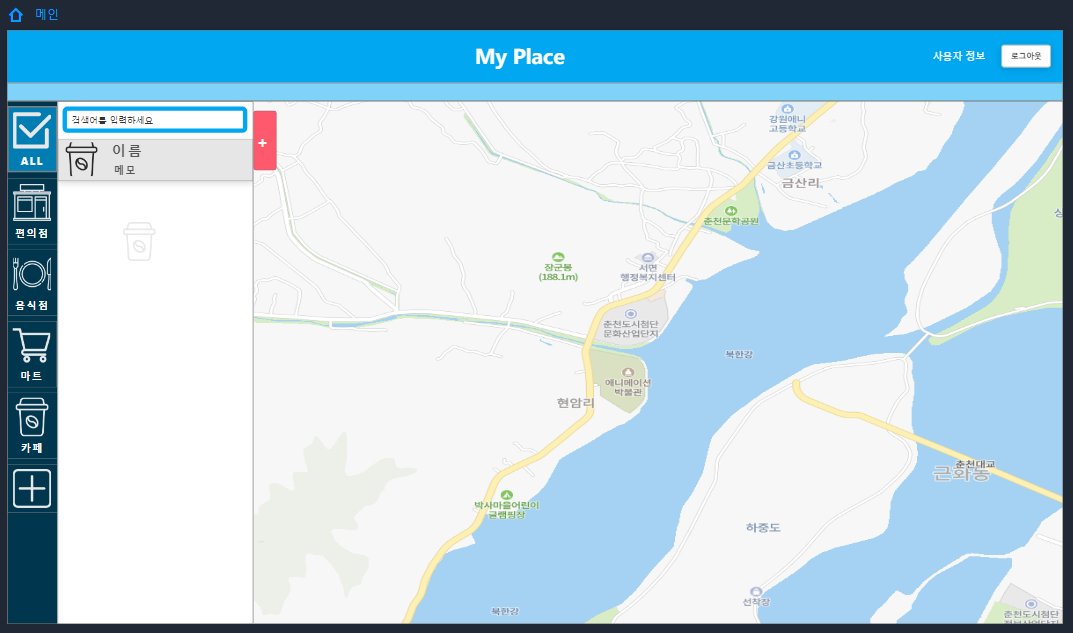 메인
My Place
사용자 정보
로그아웃
ALL
편의점
음식점
마트
카페
검색어를 입력하세요
이름
메모
+
강원애니
고등학교
금산초등학교
금산리
춘천문학공원
장군봉
(188.1m)
서면
행정복지센터
춘천도시첨단
문화산업단지
북한강
애니메이션
박물관
현암리
춘천대교
근화동
박사마을어린이
글램핑장
하중도
선착장
북한강
춘천도시첨단